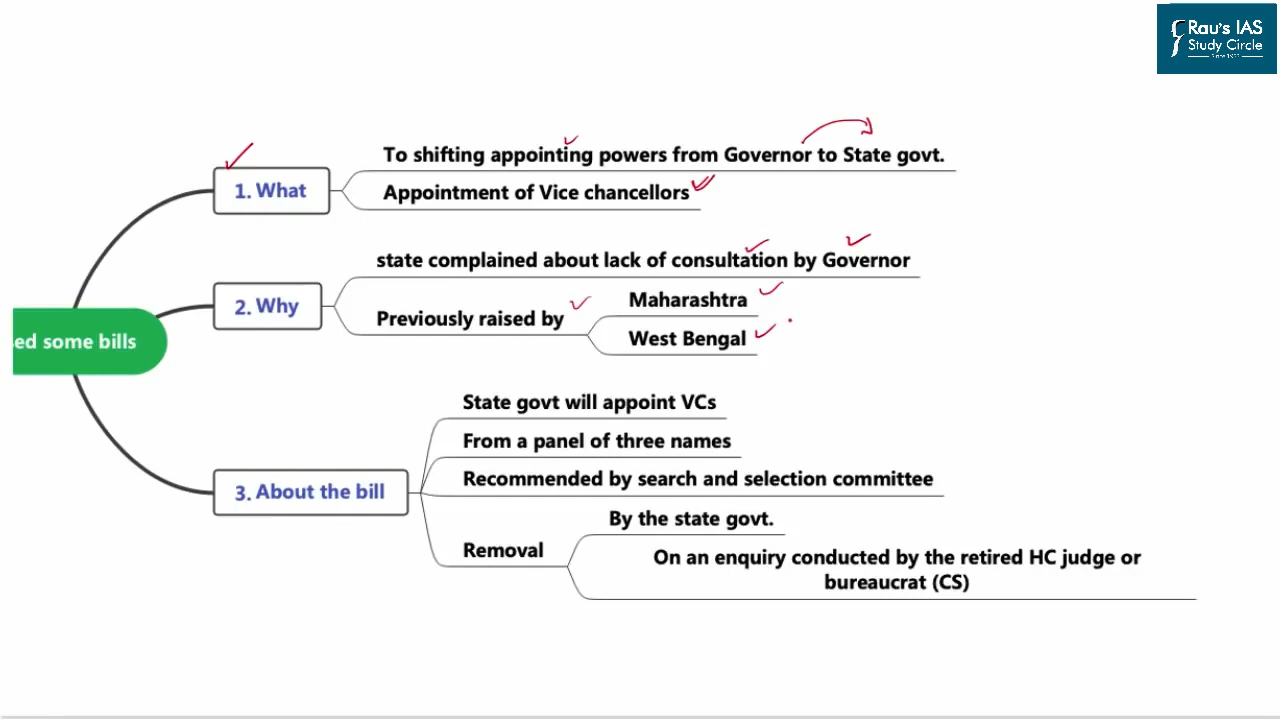 Rau's IAS
Study Circle
To shifting appointing powers from Governor to State govt.
1. What
Appointment of Vice chancellors
state complained about lack of consultation by Governor
2. Why
Maharashtra
Previously raised by
West Bengal
ed some bills
State govt will appoint VCs
From a panel of three names
Recommended by search and selection committee
3. About the bill
By the state govt.
Removal
On an enquiry conducted by the retired HC judge or
bureaucrat (CS)